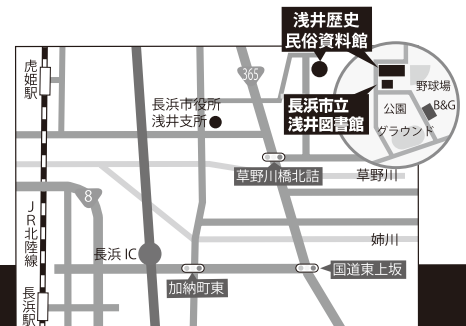 浅井歴史
民俗資料館
虎姫駅
365
野球場
長浜市役所
浅井支所
長浜市立
浅井図書館
公園
B&G
グラウンド
草野川橋北詰
草野川
8
JR北陸線
姉川
長浜IC
国道東上坂
加納町東
長浜駅